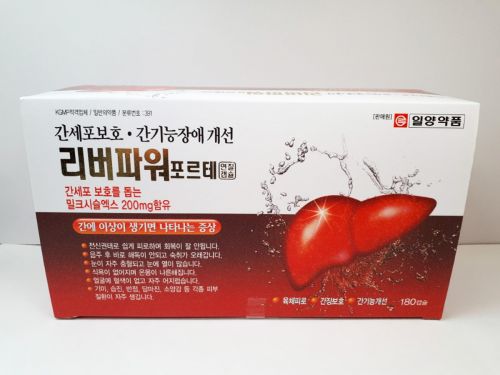 KGMP적격업체 / 일반의약품 / 분류번호 : 391
[판매원] 일양약품
간세포보호 · 간기능장애 개선
리버파워포르테 연질캡슐
간세포 보호를 돕는
밀크시슬엑스 200mg함유
간에 이상이 생기면 나타나는 증상
• 전신권태로 쉽게 피로하며 회복이 잘 안됩니다.
• 음주 후 바로 해독이 안되고 숙취가 오래갑니다.
• 눈이 자주 충혈되고 눈에 열이 많습니다.
• 식욕이 없어지며 온몸이 나른해집니다.
• 얼굴에 혈색이 없고 자주 어지럽습니다.
• 기미, 습진, 반점, 담마진, 소양감 등 각종 피부
질환이 자주 생깁니다.
• 육체피로 • 간장보호 • 간기능개선
180캡슐